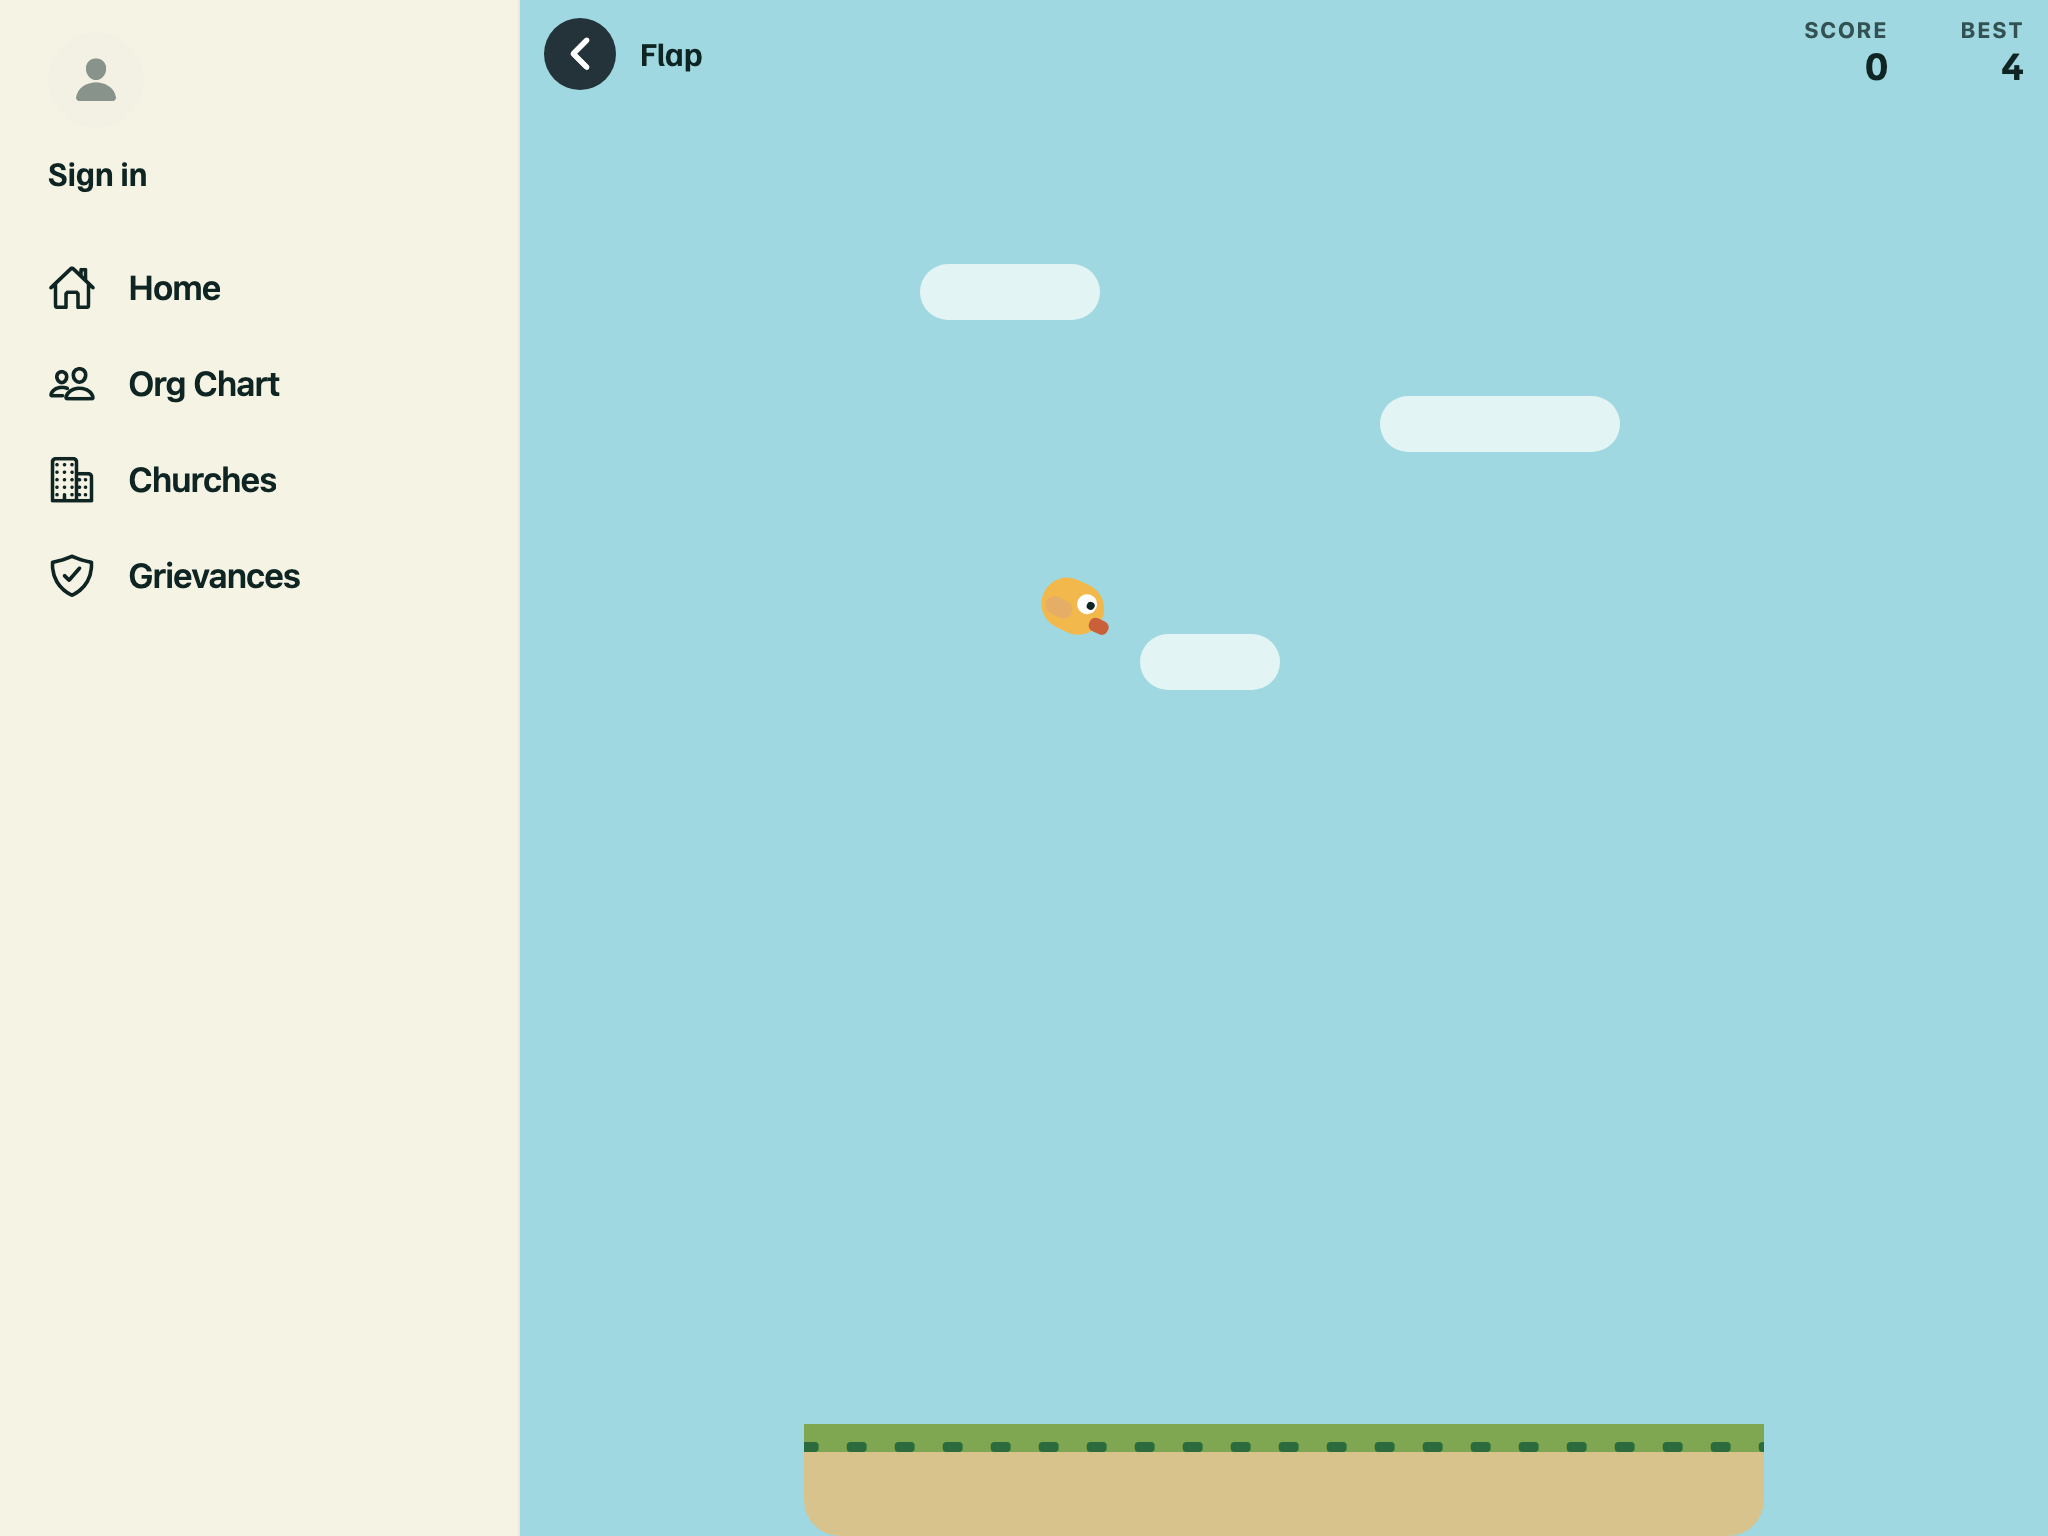 Sign in
Home
Org Chart
Churches
Grievances
Flap
SCORE
0
BEST
4